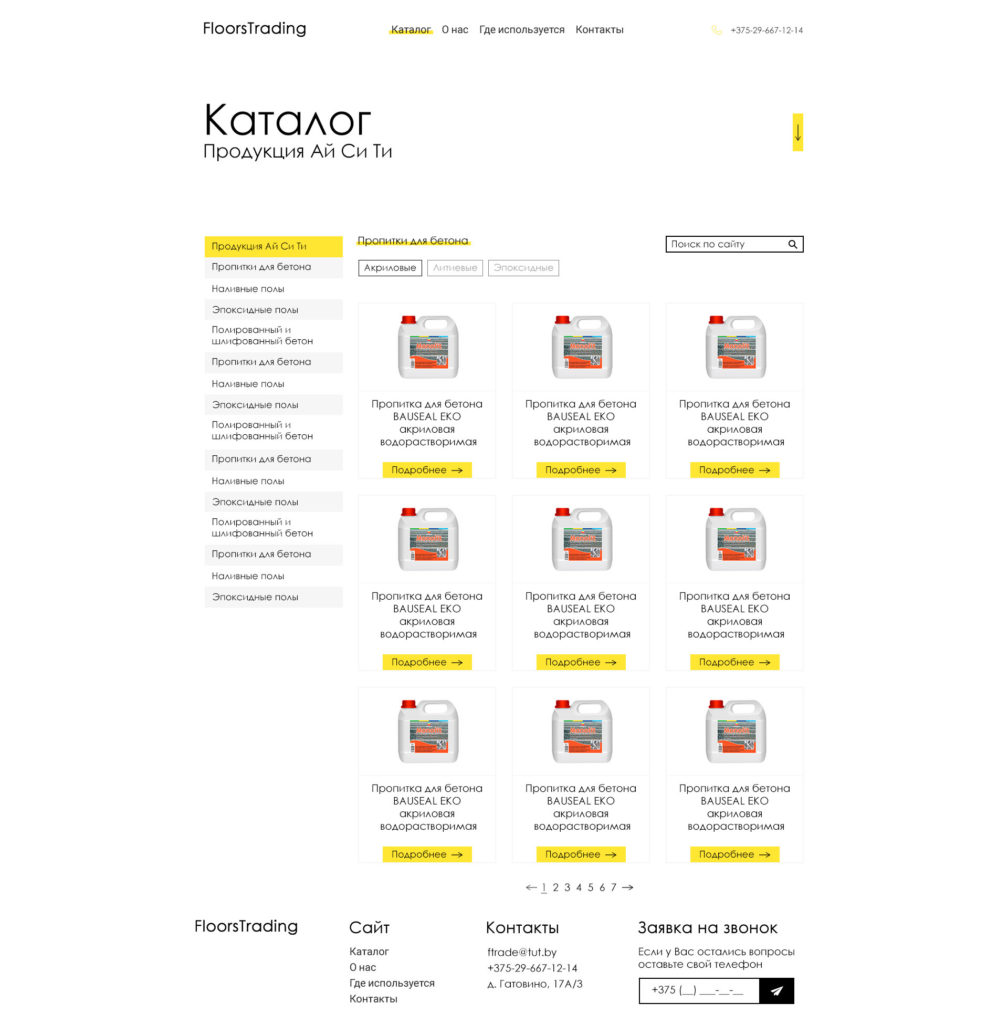 FloorsTrading
Каталог О нас Где используется Контакты
+375-29-667-12-14
Каталог
Продукция Ай Си Ти
Продукция Ай Си Ти
Пропитки для бетона
Наливные полы
Эпоксидные полы
Полированный и
шлифованный бетон
Пропитки для бетона
Наливные полы
Эпоксидные полы
Полированный и
шлифованный бетон
Пропитки для бетона
Наливные полы
Эпоксидные полы
Полированный и
шлифованный бетон
Пропитки для бетона
Наливные полы
Эпоксидные полы
Пропитки для бетона
Поиск по сайту
Акриловые Литиевые Эпоксидные
Пропитка для бетона
BAUSEAL EKO
акриловая
водорастворимая
Подробнее →
Пропитка для бетона
BAUSEAL EKO
акриловая
водорастворимая
Подробнее →
Пропитка для бетона
BAUSEAL EKO
акриловая
водорастворимая
Подробнее →
Пропитка для бетона
BAUSEAL EKO
акриловая
водорастворимая
Подробнее →
Пропитка для бетона
BAUSEAL EKO
акриловая
водорастворимая
Подробнее →
Пропитка для бетона
BAUSEAL EKO
акриловая
водорастворимая
Подробнее →
Пропитка для бетона
BAUSEAL EKO
акриловая
водорастворимая
Подробнее →
Пропитка для бетона
BAUSEAL EKO
акриловая
водорастворимая
Подробнее →
Пропитка для бетона
BAUSEAL EKO
акриловая
водорастворимая
Подробнее →
← 1 2 3 4 5 6 7 →
FloorsTrading
Сайт
Каталог
О нас
Где используется
Контакты
Контакты
ftrade@tut.by
+375-29-667-12-14
д. Гатовино, 17А/3
Заявка на звонок
Если у Вас остались вопросы
оставьте свой телефон
+375 (__) ___-__-__